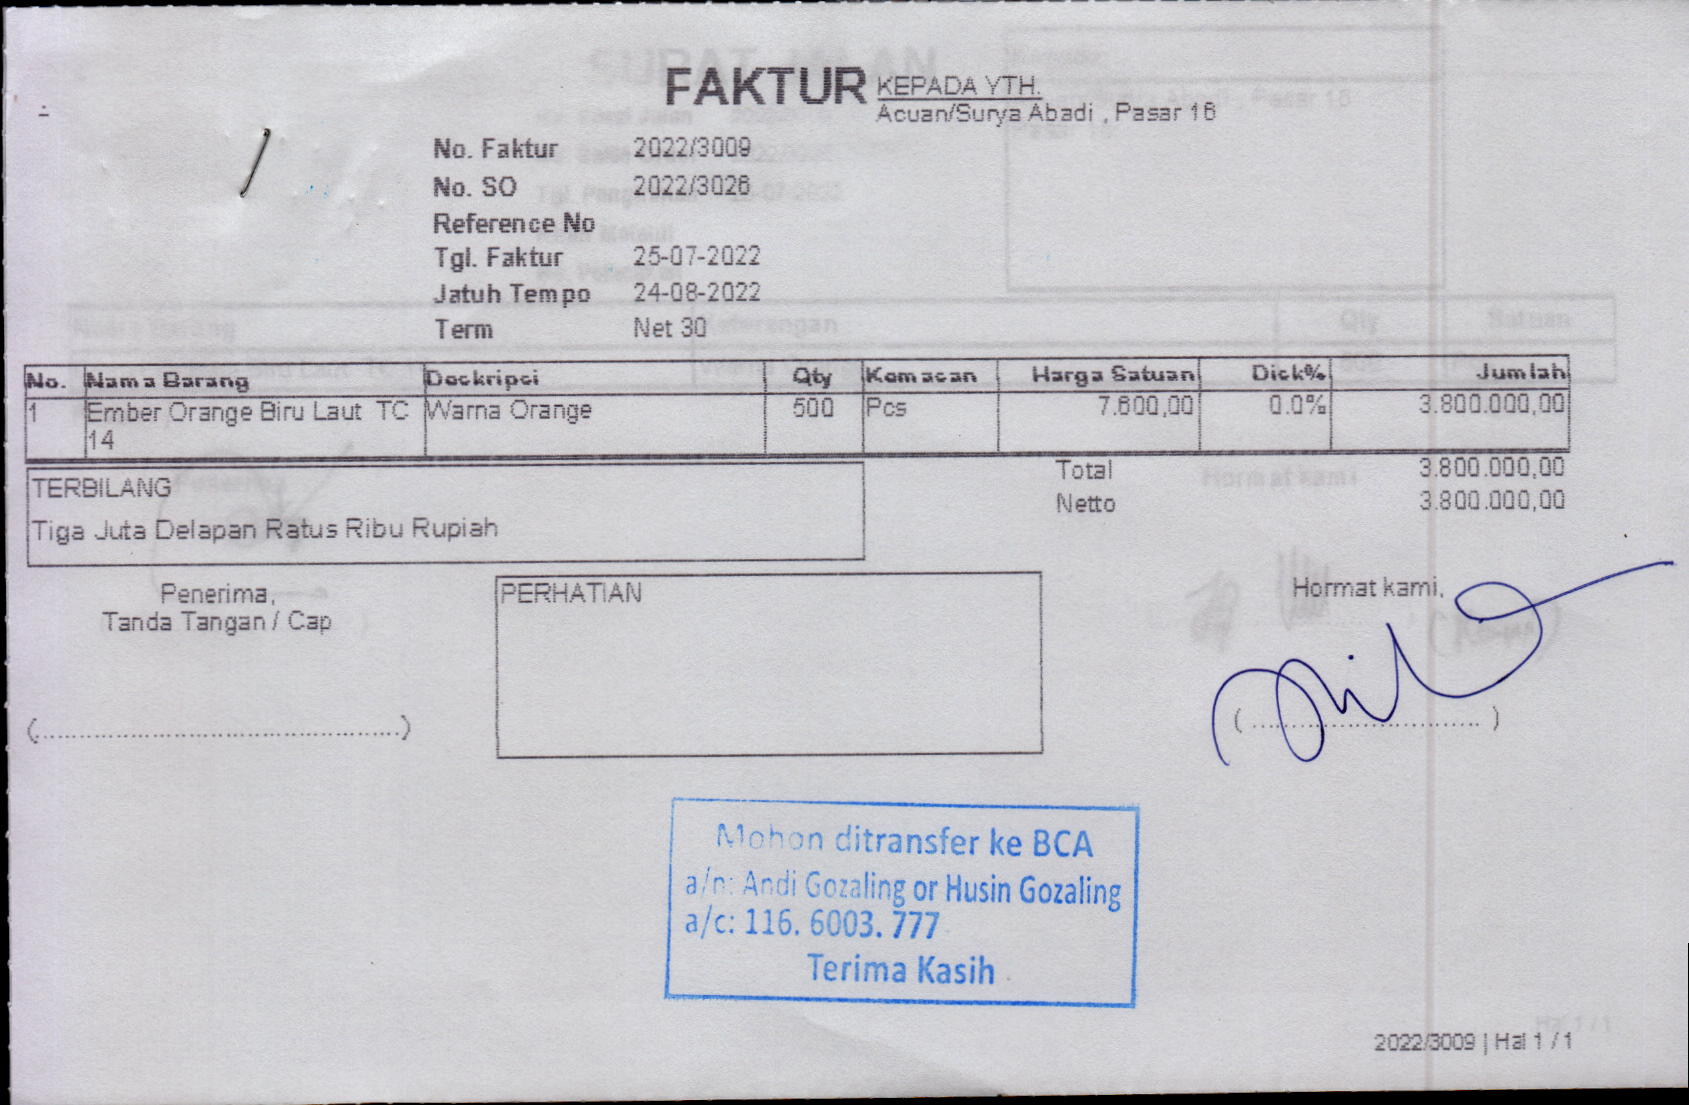 FAKTUR
KEPADA YTH.
Acuan/Surya Abadi , Pasar 16
No. Faktur 2022/3009
No. SO 2022/3026
Reference No
Tgl. Faktur 25-07-2022
Jatuh Tempo 24-08-2022
Term Net 30
No. Nama Barang Deskripsi Qty Kemasan Harga Satuan Disk% Jumlah
1 Ember Orange Biru Laut TC Warna Orange 500 Pcs 7.600,00 0.0% 3.800.000,00
14
Total 3.800.000,00
Netto 3.800.000,00
TERBILANG
Tiga Juta Delapan Ratus Ribu Rupiah
Penerima,
Tanda Tangan / Cap
(................................................)
PERHATIAN
Hormat kami,
( ............................... )
Mohon ditransfer ke BCA
a/n: Andi Gozaling or Husin Gozaling
a/c: 116. 6003. 777
Terima Kasih
2022/3009 | Hal 1 / 1